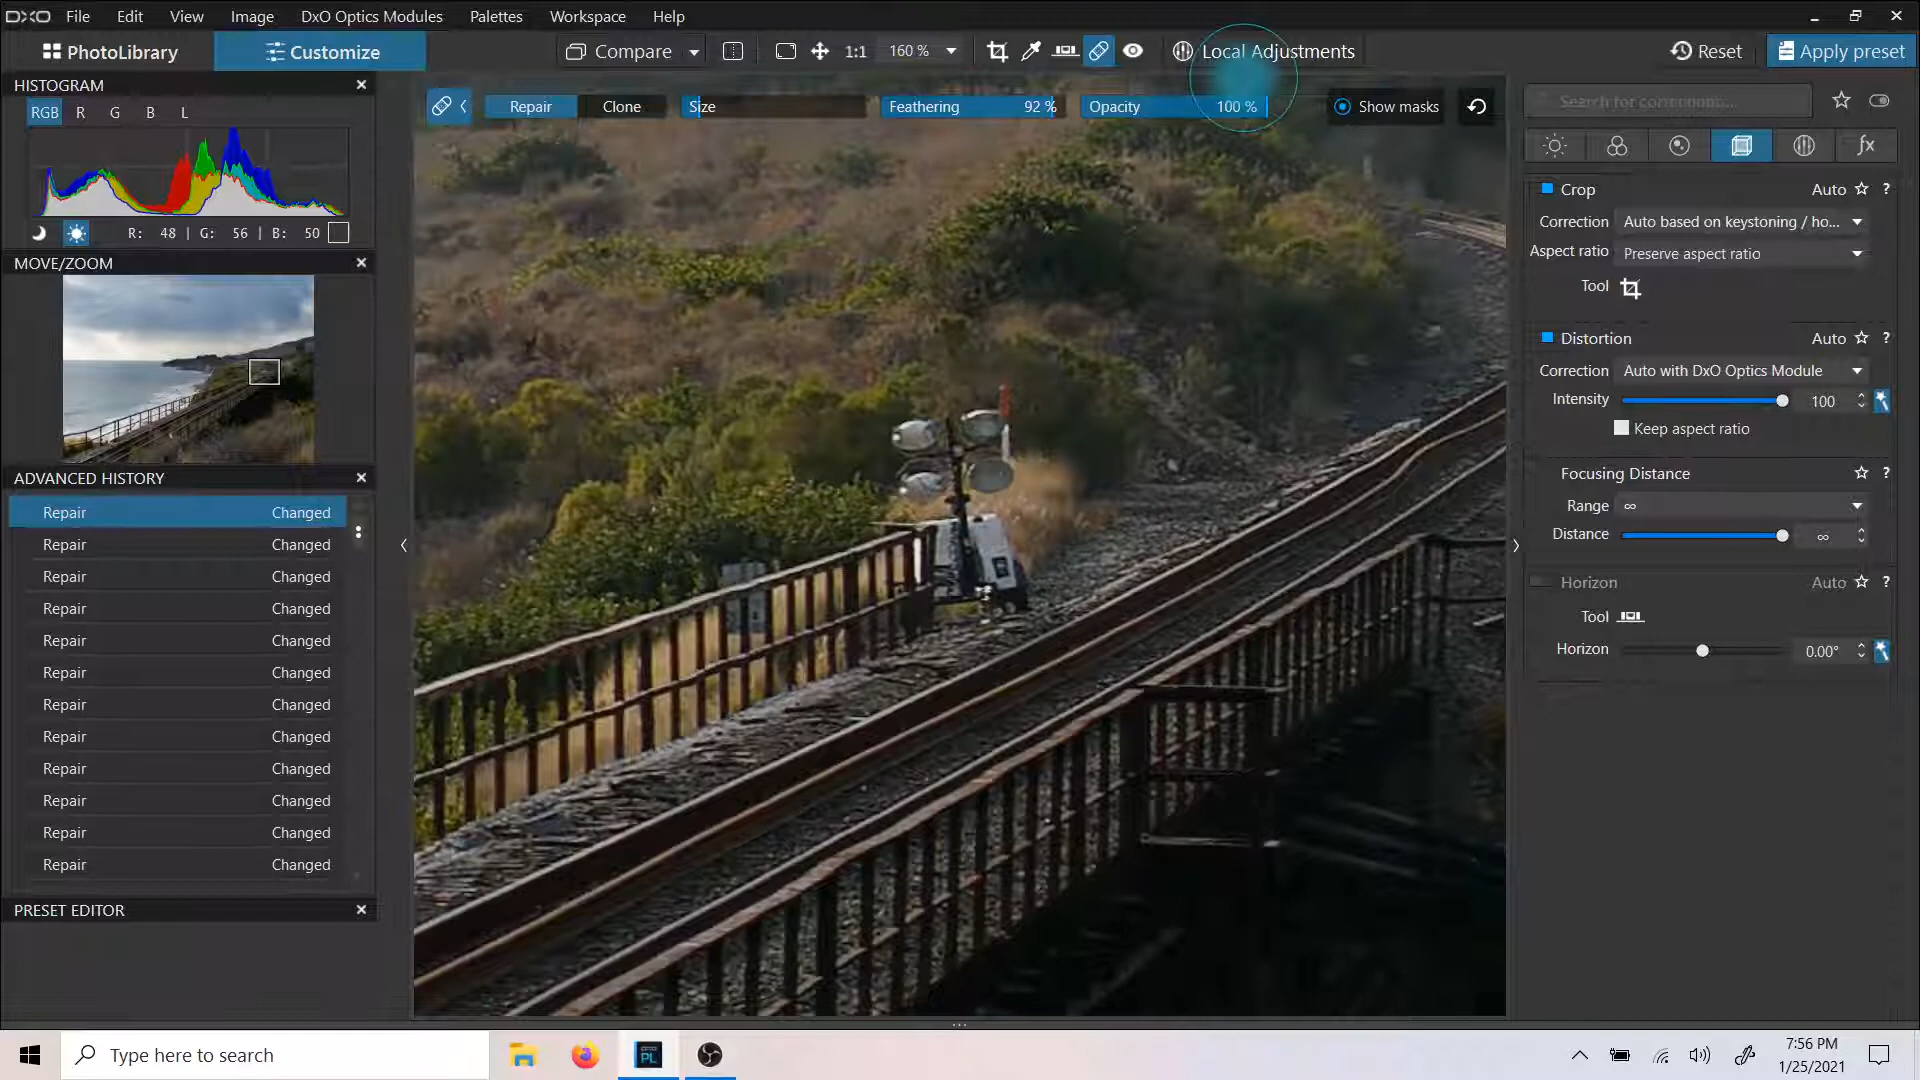 DXO File Edit View Image DxO Optics Modules Palettes Workspace Help
PhotoLibrary Customize Compare 1:1 160 % Local Adjustments Reset Apply preset
HISTOGRAM
RGB R G B L
R: 48 | G: 56 | B: 50
MOVE/ZOOM
ADVANCED HISTORY
Repair Changed
Repair Changed
Repair Changed
Repair Changed
Repair Changed
Repair Changed
Repair Changed
Repair Changed
Repair Changed
Repair Changed
Repair Changed
Repair Changed
PRESET EDITOR
Repair Clone Size Feathering 92 % Opacity 100 % Show masks
Search for correction...
fx
Crop Auto ?
Correction Auto based on keystoning / ho...
Aspect ratio Preserve aspect ratio
Tool
Distortion Auto ?
Correction Auto with DxO Optics Module
Intensity 100
Keep aspect ratio
Focusing Distance ?
Range ∞
Distance ∞
Horizon Auto ?
Tool
Horizon 0.00°
Type here to search
PL
7:56 PM
1/25/2021